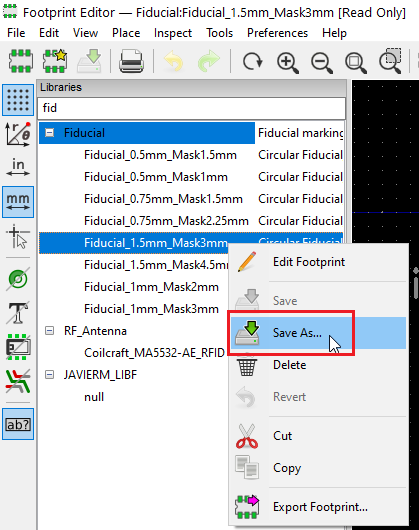 Footprint Editor — Fiducial:Fiducial_1.5mm_Mask3mm [Read Only]
File Edit View Place Inspect Tools Preferences Help
Libraries
fid
Fiducial Fiducial marking
Fiducial_0.5mm_Mask1.5mm Circular Fiducial
Fiducial_0.5mm_Mask1mm Circular Fiducial
Fiducial_0.75mm_Mask1.5mm Circular Fiducial
Fiducial_0.75mm_Mask2.25mm Circular Fiducial
Fiducial_1.5mm_Mask3mm Circular Fiducial
Fiducial_1.5mm_Mask4.5m
Fiducial_1mm_Mask2mm
Fiducial_1mm_Mask3mm
RF_Antenna
Coilcraft_MA5532-AE_RFID
JAVIERM_LIBF
null
r θ
in
mm
T
ab?
Edit Footprint
Save
Save As...
Delete
Revert
Cut
Copy
Export Footprint...